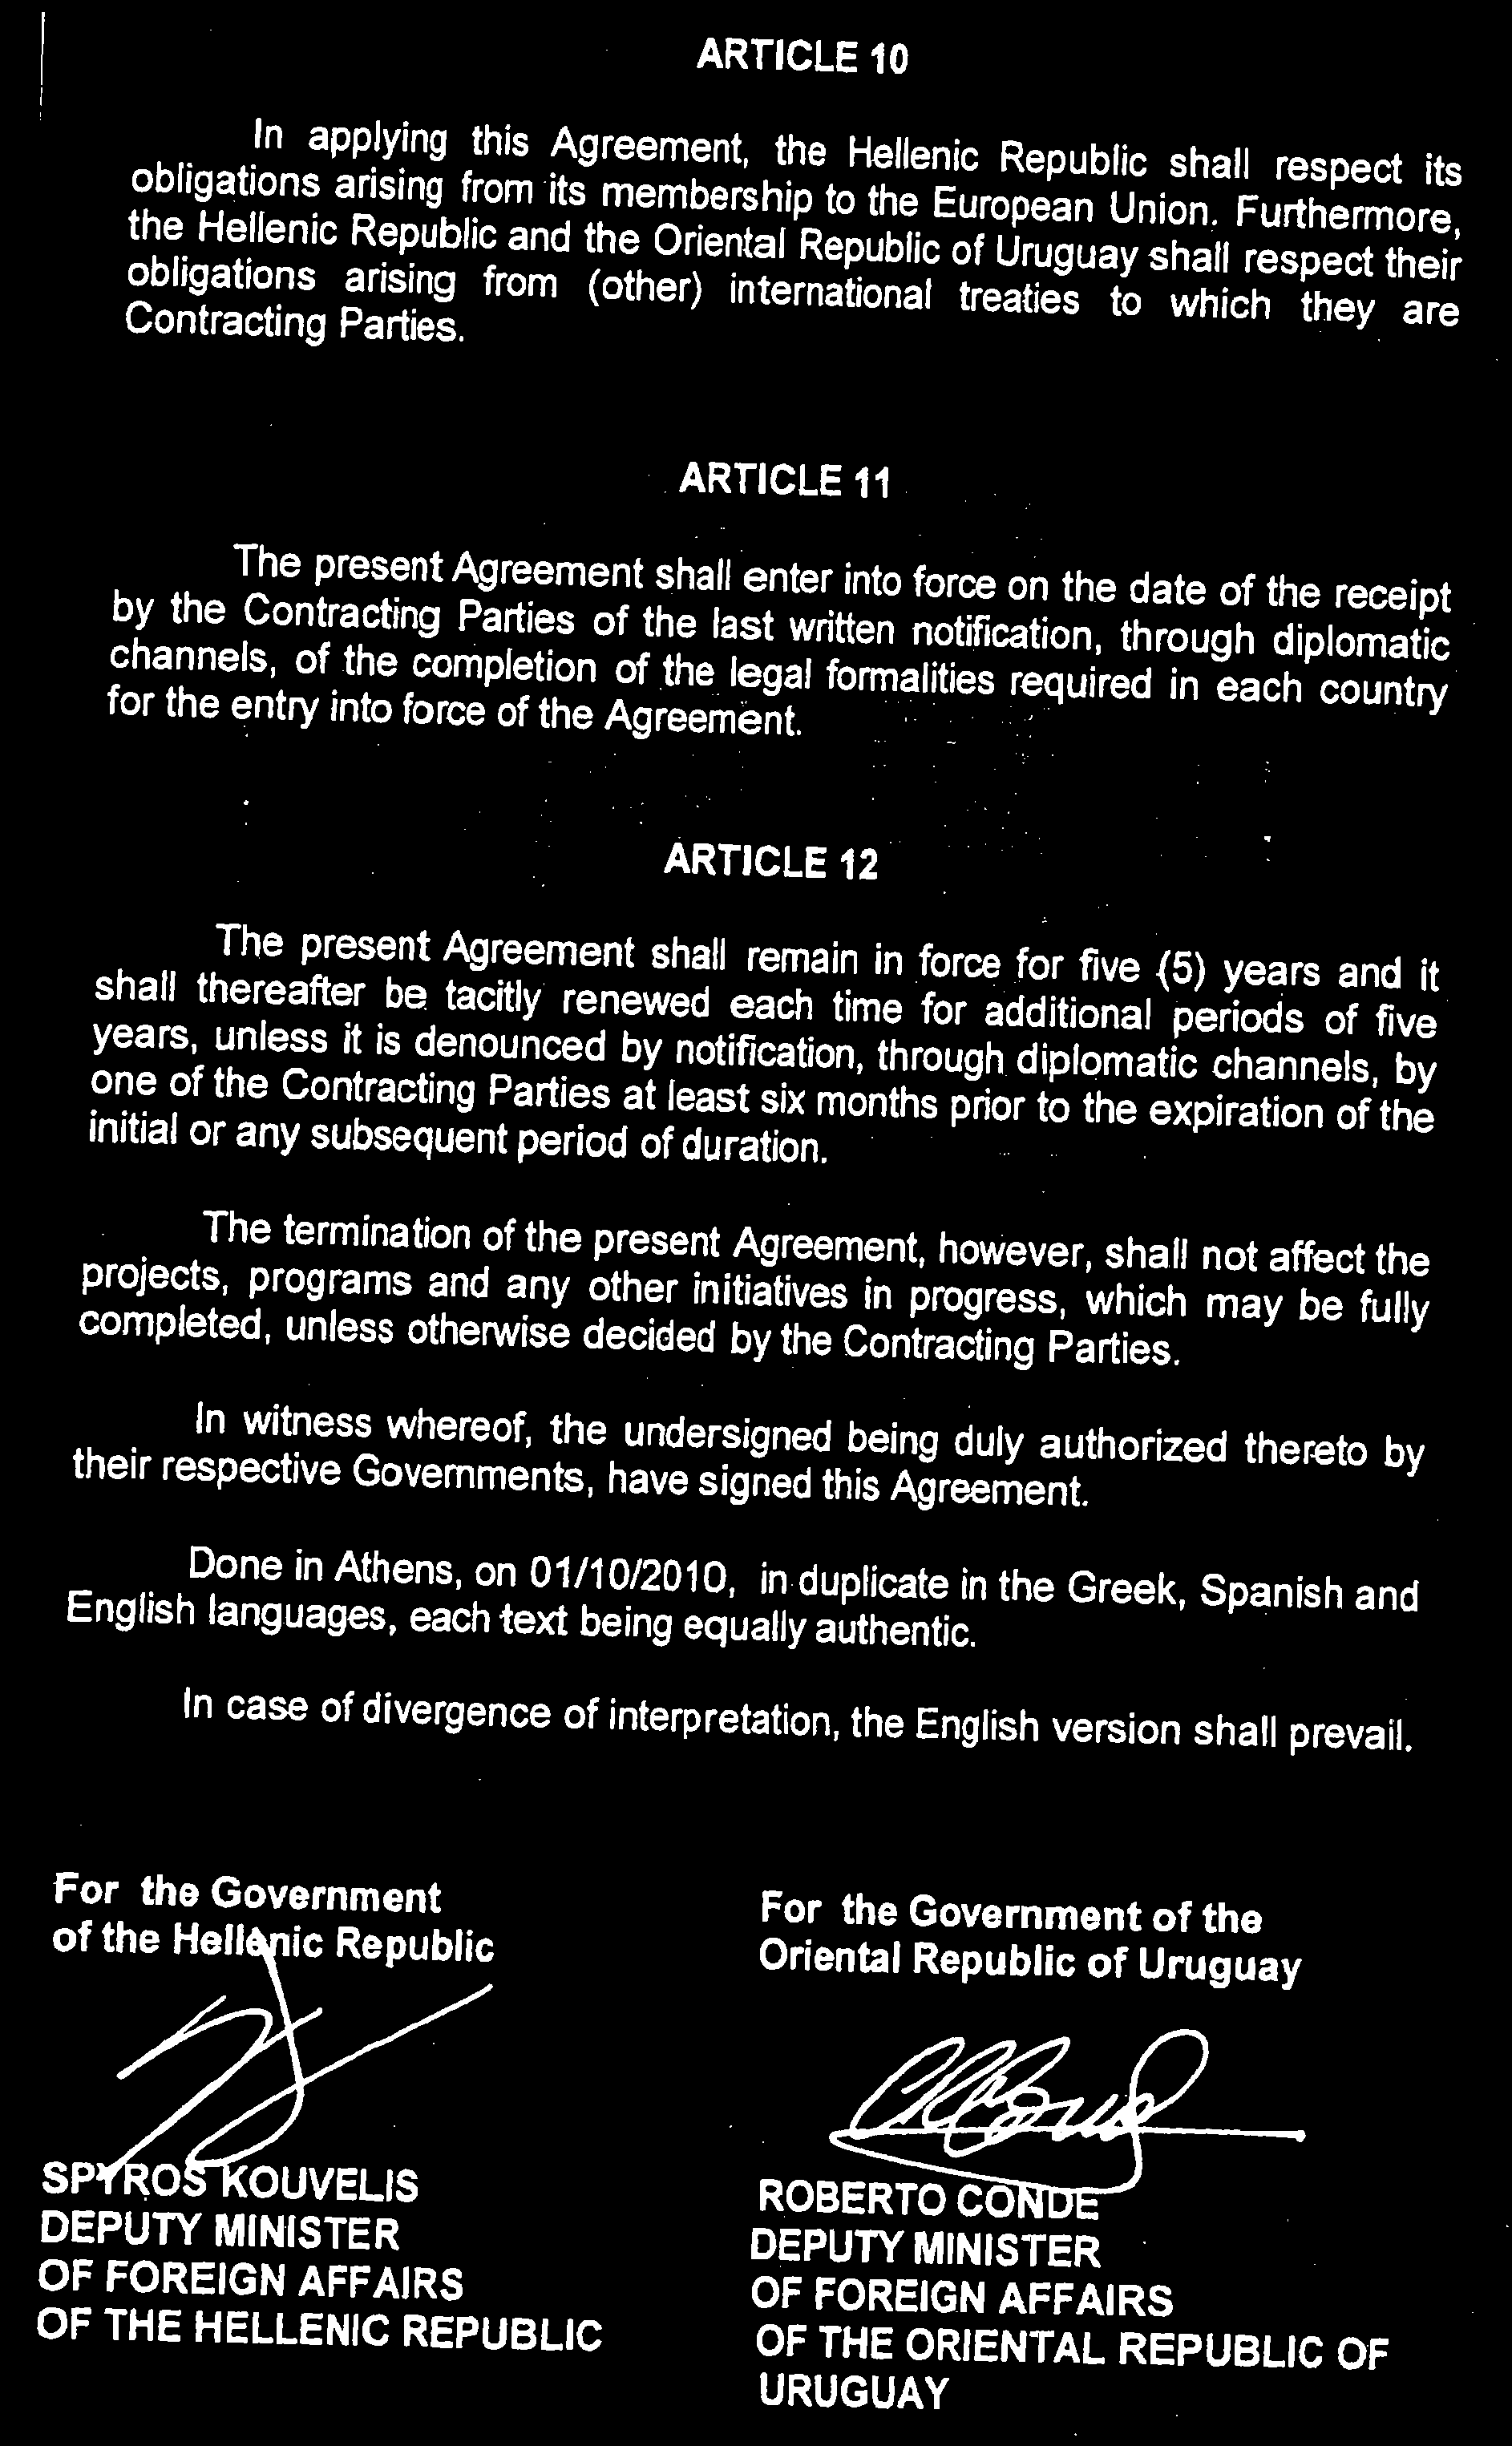 ARTICLE 10
In applying this Agreement, the Hellenic Republic shall respect its
obligations arising from its membership to the European Union. Furthermore,
the Hellenic Republic and the Oriental Republic of Uruguay shall respect their
obligations arising from (other) international treaties to which they are
Contracting Parties.
ARTICLE 11
The present Agreement shall enter into force on the date of the receipt
by the Contracting Parties of the last written notification, through diplomatic
channels, of the completion of the legal formalities required in each country
for the entry into force of the Agreement.
ARTICLE 12
The present Agreement shall remain in force for five (5) years and it
shall thereafter be tacitly renewed each time for additional periods of five
years, unless it is denounced by notification, through diplomatic channels, by
one of the Contracting Parties at least six months prior to the expiration of the
initial or any subsequent period of duration.
The termination of the present Agreement, however, shall not affect the
projects, programs and any other initiatives in progress, which may be fully
completed, unless otherwise decided by the Contracting Parties.
In witness whereof, the undersigned being duly authorized thereto by
their respective Governments, have signed this Agreement.
Done in Athens, on 01/10/2010, in duplicate in the Greek, Spanish and
English languages, each text being equally authentic.
In case of divergence of interpretation, the English version shall prevail.
For the Government
of the Hellenic Republic
SPYROS KOUVELIS
DEPUTY MINISTER
OF FOREIGN AFFAIRS
OF THE HELLENIC REPUBLIC
For the Government of the
Oriental Republic of Uruguay
ROBERTO CONDE
DEPUTY MINISTER
OF FOREIGN AFFAIRS
OF THE ORIENTAL REPUBLIC OF
URUGUAY